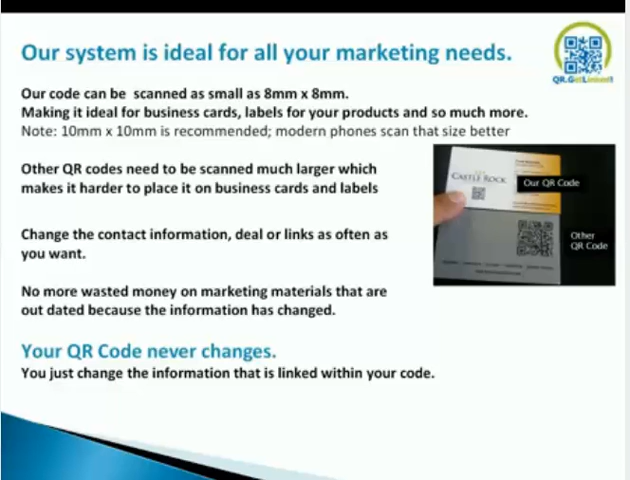 Our system is ideal for all your marketing needs.
QR.GetLinked!
Our code can be scanned as small as 8mm x 8mm.
Making it ideal for business cards, labels for your products and so much more.
Note: 10mm x 10mm is recommended; modern phones scan that size better
Other QR codes need to be scanned much larger which
makes it harder to place it on business cards and labels
CASTLE ROCK
Our QR Code
Other
QR Code
Change the contact information, deal or links as often as
you want.
No more wasted money on marketing materials that are
out dated because the information has changed.
Your QR Code never changes.
You just change the information that is linked within your code.